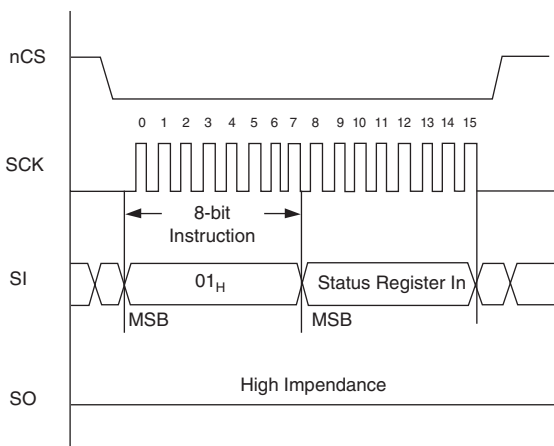 nCS
0 1 2 3 4 5 6 7 8 9 10 11 12 13 14 15
SCK
8-bit
Instruction
SI
01H
Status Register In
MSB
MSB
High Impendance
SO